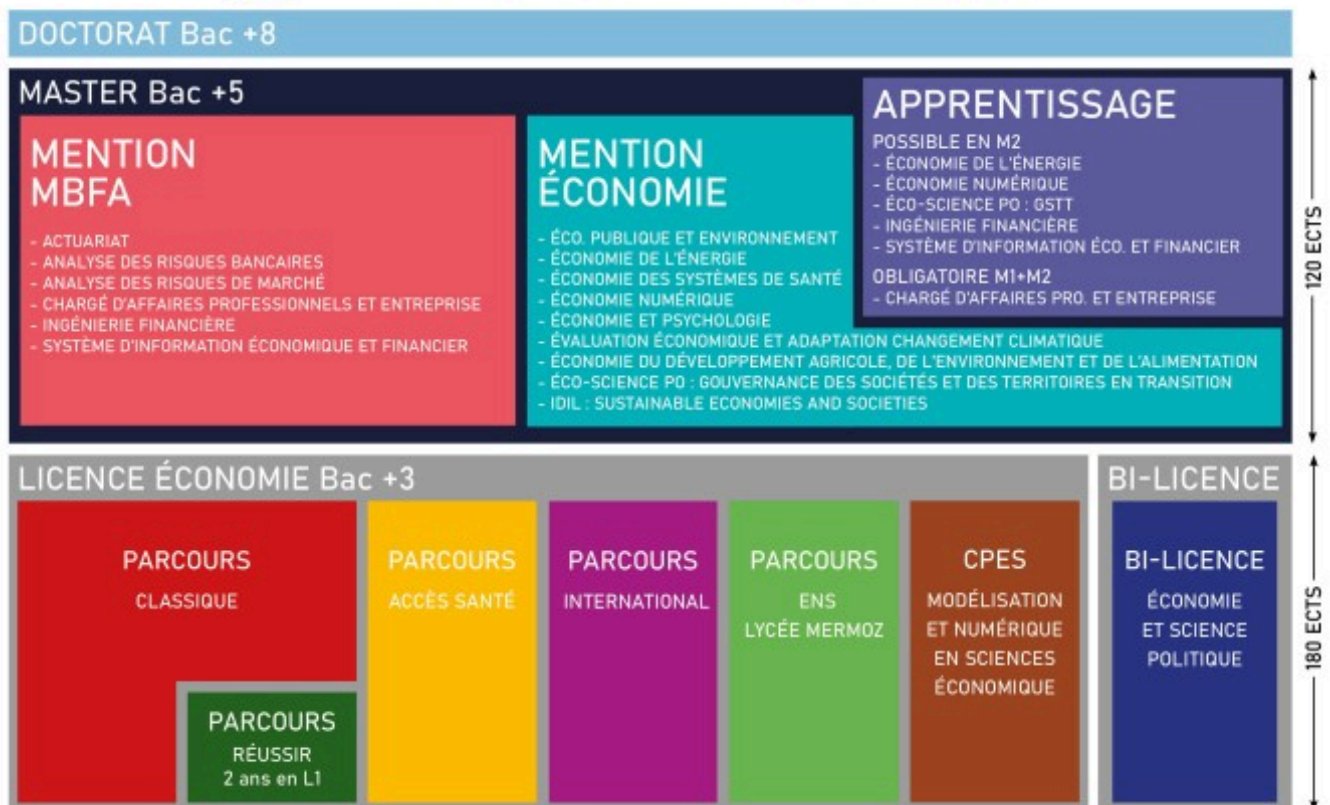 DOCTORAT Bac +8
MASTER Bac +5
MENTION
MBFA
- ACTUARIAT
- ANALYSE DES RISQUES BANCAIRES
- ANALYSE DES RISQUES DE MARCHÉ
- CHARGÉ D'AFFAIRES PROFESSIONNELS ET ENTREPRISE
- INGÉNIERIE FINANCIÈRE
- SYSTÈME D'INFORMATION ÉCONOMIQUE ET FINANCIER
MENTION
ÉCONOMIE
- ÉCO. PUBLIQUE ET ENVIRONNEMENT
- ÉCONOMIE DE L'ÉNERGIE
- ÉCONOMIE DES SYSTÈMES DE SANTÉ
- ÉCONOMIE NUMÉRIQUE
- ÉCONOMIE ET PSYCHOLOGIE
- ÉVALUATION ÉCONOMIQUE ET ADAPTATION CHANGEMENT CLIMATIQUE
- ÉCONOMIE DU DÉVELOPPEMENT AGRICOLE, DE L'ENVIRONNEMENT ET DE L'ALIMENTATION
- ÉCO-SCIENCE PO : GOUVERNANCE DES SOCIÉTÉS ET DES TERRITOIRES EN TRANSITION
- IDIL : SUSTAINABLE ECONOMIES AND SOCIETIES
APPRENTISSAGE
POSSIBLE EN M2
- ÉCONOMIE DE L'ÉNERGIE
- ÉCONOMIE NUMÉRIQUE
- ÉCO-SCIENCE PO : GSTT
- INGÉNIERIE FINANCIÈRE
- SYSTÈME D'INFORMATION ÉCO. ET FINANCIER
OBLIGATOIRE M1+M2
- CHARGÉ D'AFFAIRES PRO. ET ENTREPRISE
120 ECTS
LICENCE ÉCONOMIE Bac +3
PARCOURS
CLASSIQUE
PARCOURS
RÉUSSIR
2 ans en L1
PARCOURS
ACCÈS SANTÉ
PARCOURS
INTERNATIONAL
PARCOURS
ENS
LYCÉE MERMOZ
CPES
MODÉLISATION
ET NUMÉRIQUE
EN SCIENCES
ÉCONOMIQUE
BI-LICENCE
BI-LICENCE
ÉCONOMIE
ET SCIENCE
POLITIQUE
180 ECTS